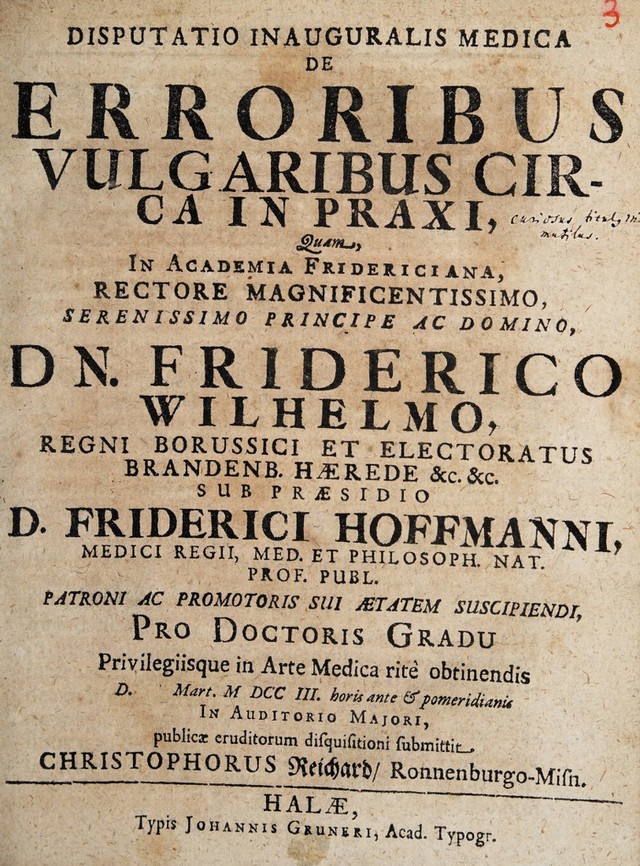 3
DISPUTATIO INAUGURALIS MEDICA
DE
ERRORIBUS
VULGARIBUS CIR-
CA IN PRAXI, curiosus titulus
mutilus.
Quam,
IN ACADEMIA FRIDERICIANA,
RECTORE MAGNIFICENTISSIMO,
SERENISSIMO PRINCIPE AC DOMINO,
DN. FRIDERICO
WILHELMO,
REGNI BORUSSICI ET ELECTORATUS
BRANDENB. HÆREDE &c. &c.
SUB PRÆSIDIO
D. FRIDERICI HOFFMANNI,
MEDICI REGII, MED. ET PHILOSOPH. NAT.
PROF. PUBL.
PATRONI AC PROMOTORIS SUI ÆTATEM SUSCIPIENDI,
PRO DOCTORIS GRADU
Privilegiisque in Arte Medica ritè obtinendis
D. Mart. M DCC III. horis ante & pomeridianis
IN AUDITORIO MAJORI,
publicæ eruditorum disquisitioni submittit
CHRISTOPHORUS Reichard/ Ronnenburgo-Misn.
HALÆ,
Typis JOHANNIS GRUNERI, Acad. Typogr.